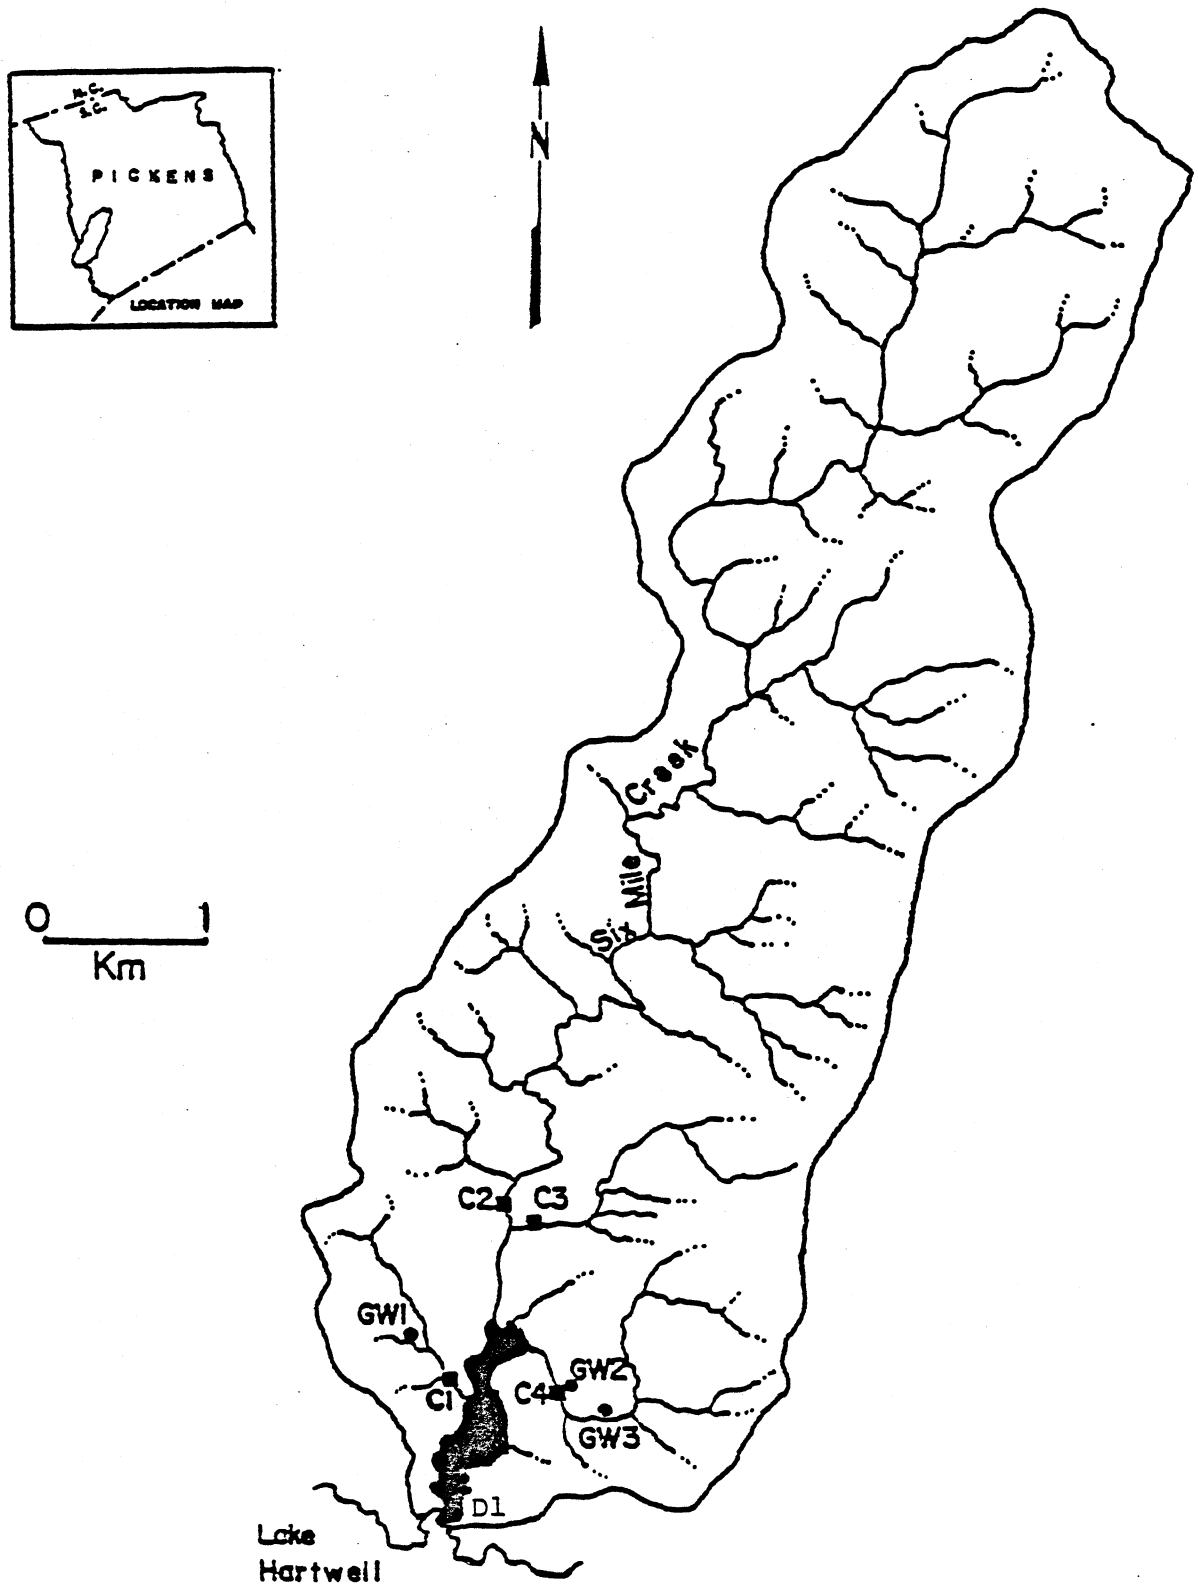 N.C.
S.C.
PICKENS
LOCATION MAP
N
Creek
Mile
Six
0 1
Km
C2 C3
GW1
GW2
C1 C4
GW3
D1
Lake
Hartwell